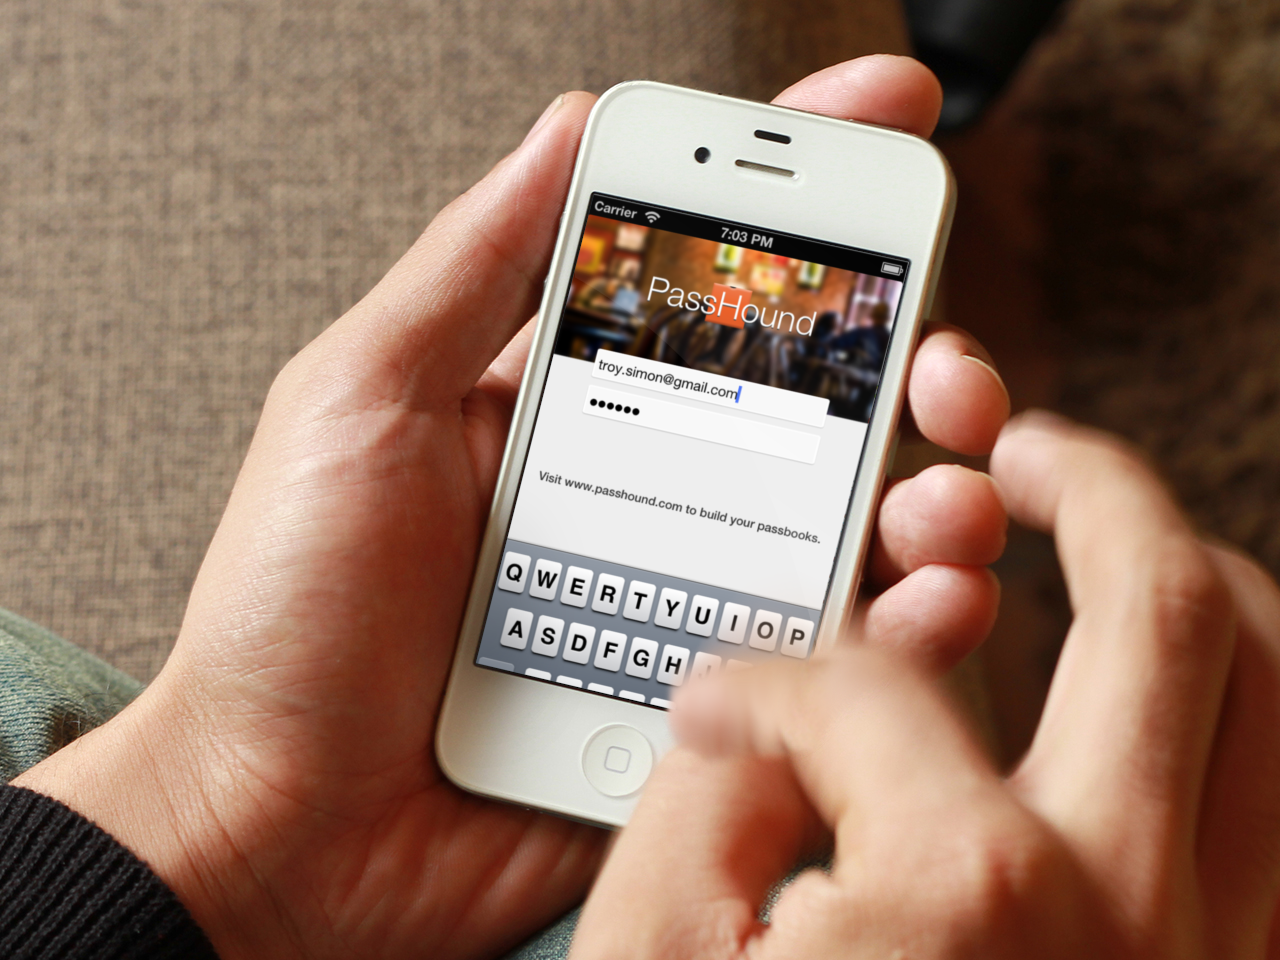 Carrier
7:03 PM
PassHound
troy.simon@gmail.com
••••••
Visit www.passhound.com to build your passbooks.
Q W E R T Y U I O P
A S D F G H